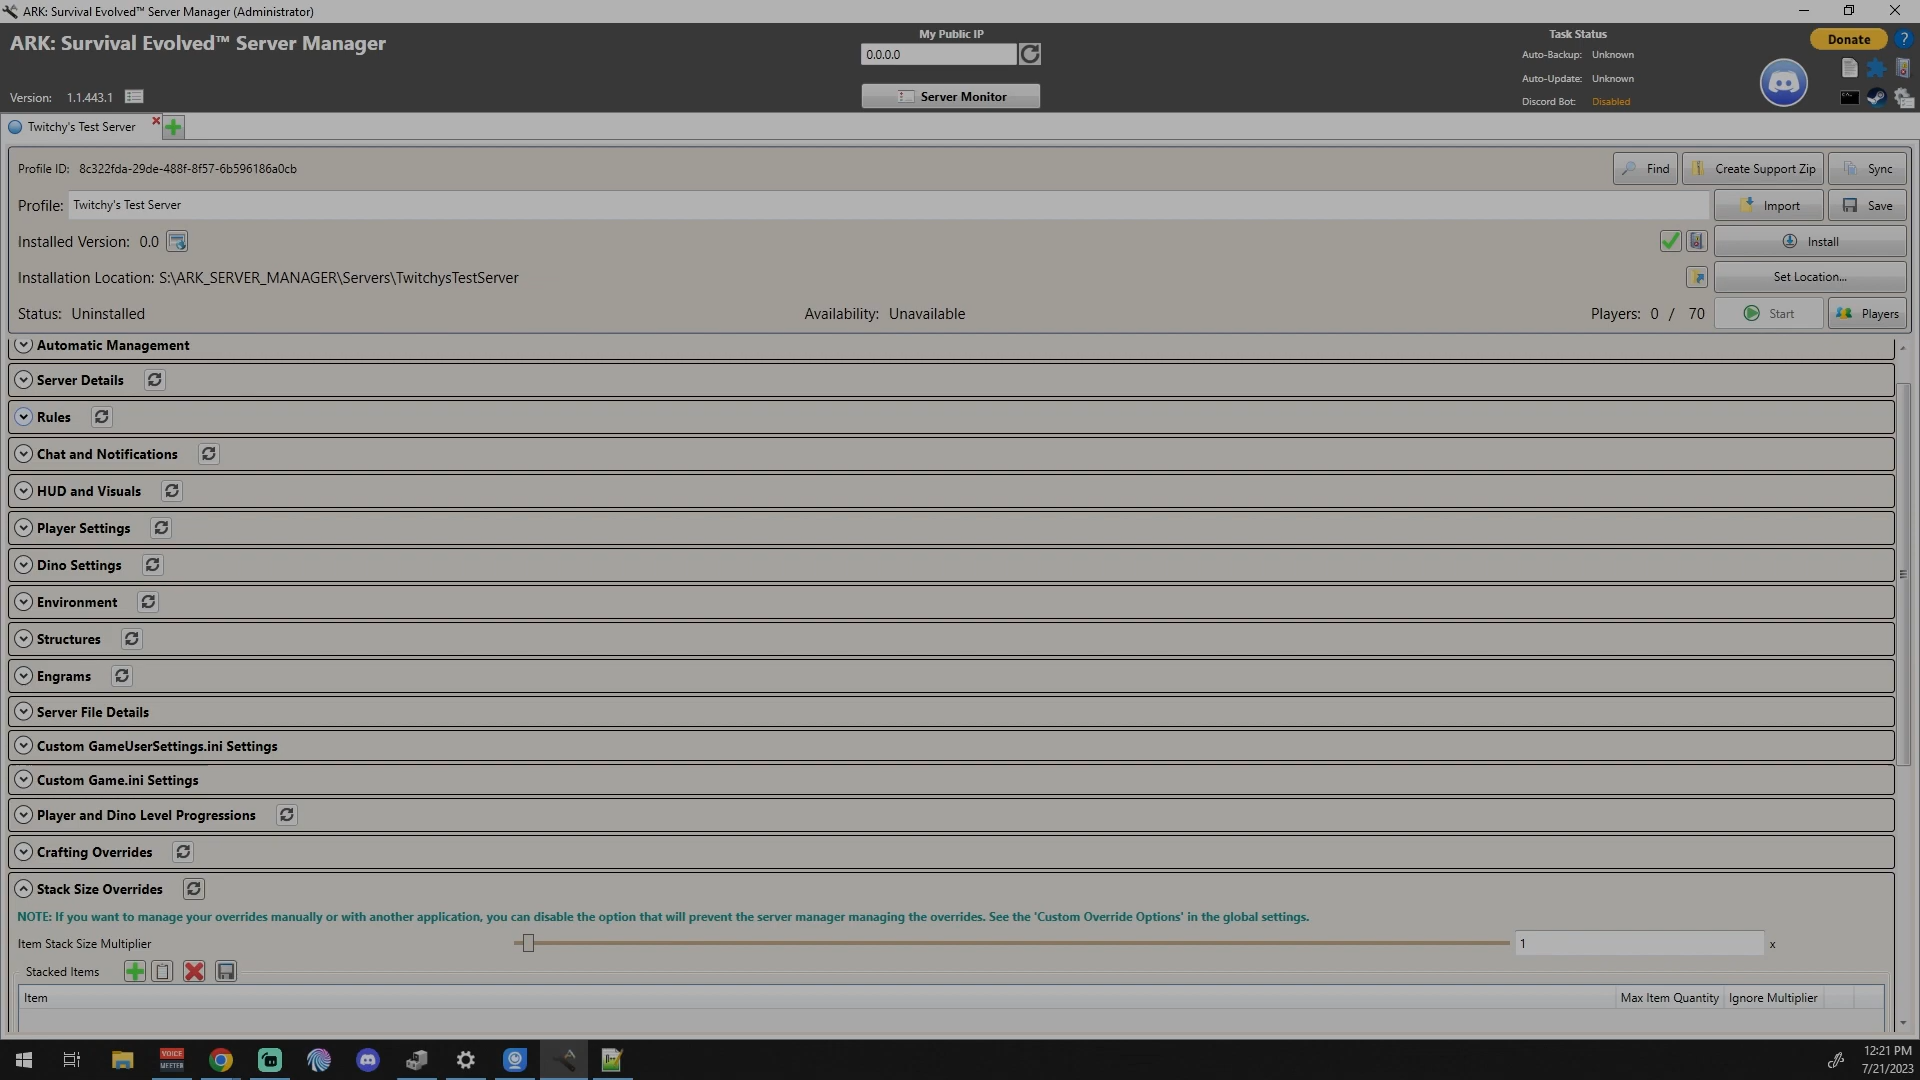 ARK: Survival Evolved™ Server Manager (Administrator)
ARK: Survival Evolved™ Server Manager
My Public IP
0.0.0.0
Task Status
Donate
?
Auto-Backup: Unknown
Auto-Update: Unknown
Version: 1.1.443.1
Server Monitor
Discord Bot: Disabled
Twitchy's Test Server
Profile ID: 8c322fda-29de-488f-8f57-6b596186a0cb
Find
Create Support Zip
Sync
Profile: Twitchy's Test Server
Import
Save
Installed Version: 0.0
Install
Installation Location: S:\ARK_SERVER_MANAGER\Servers\TwitchysTestServer
Set Location...
Status: Uninstalled
Availability: Unavailable
Players: 0 / 70
Start
Players
Automatic Management
Server Details
Rules
Chat and Notifications
HUD and Visuals
Player Settings
Dino Settings
Environment
Structures
Engrams
Server File Details
Custom GameUserSettings.ini Settings
Custom Game.ini Settings
Player and Dino Level Progressions
Crafting Overrides
Stack Size Overrides
NOTE: If you want to manage your overrides manually or with another application, you can disable the option that will prevent the server manager managing the overrides. See the 'Custom Override Options' in the global settings.
Item Stack Size Multiplier
1
x
Stacked Items
Item
Max Item Quantity
Ignore Multiplier
VOICE
MEETER
12:21 PM
7/21/2023